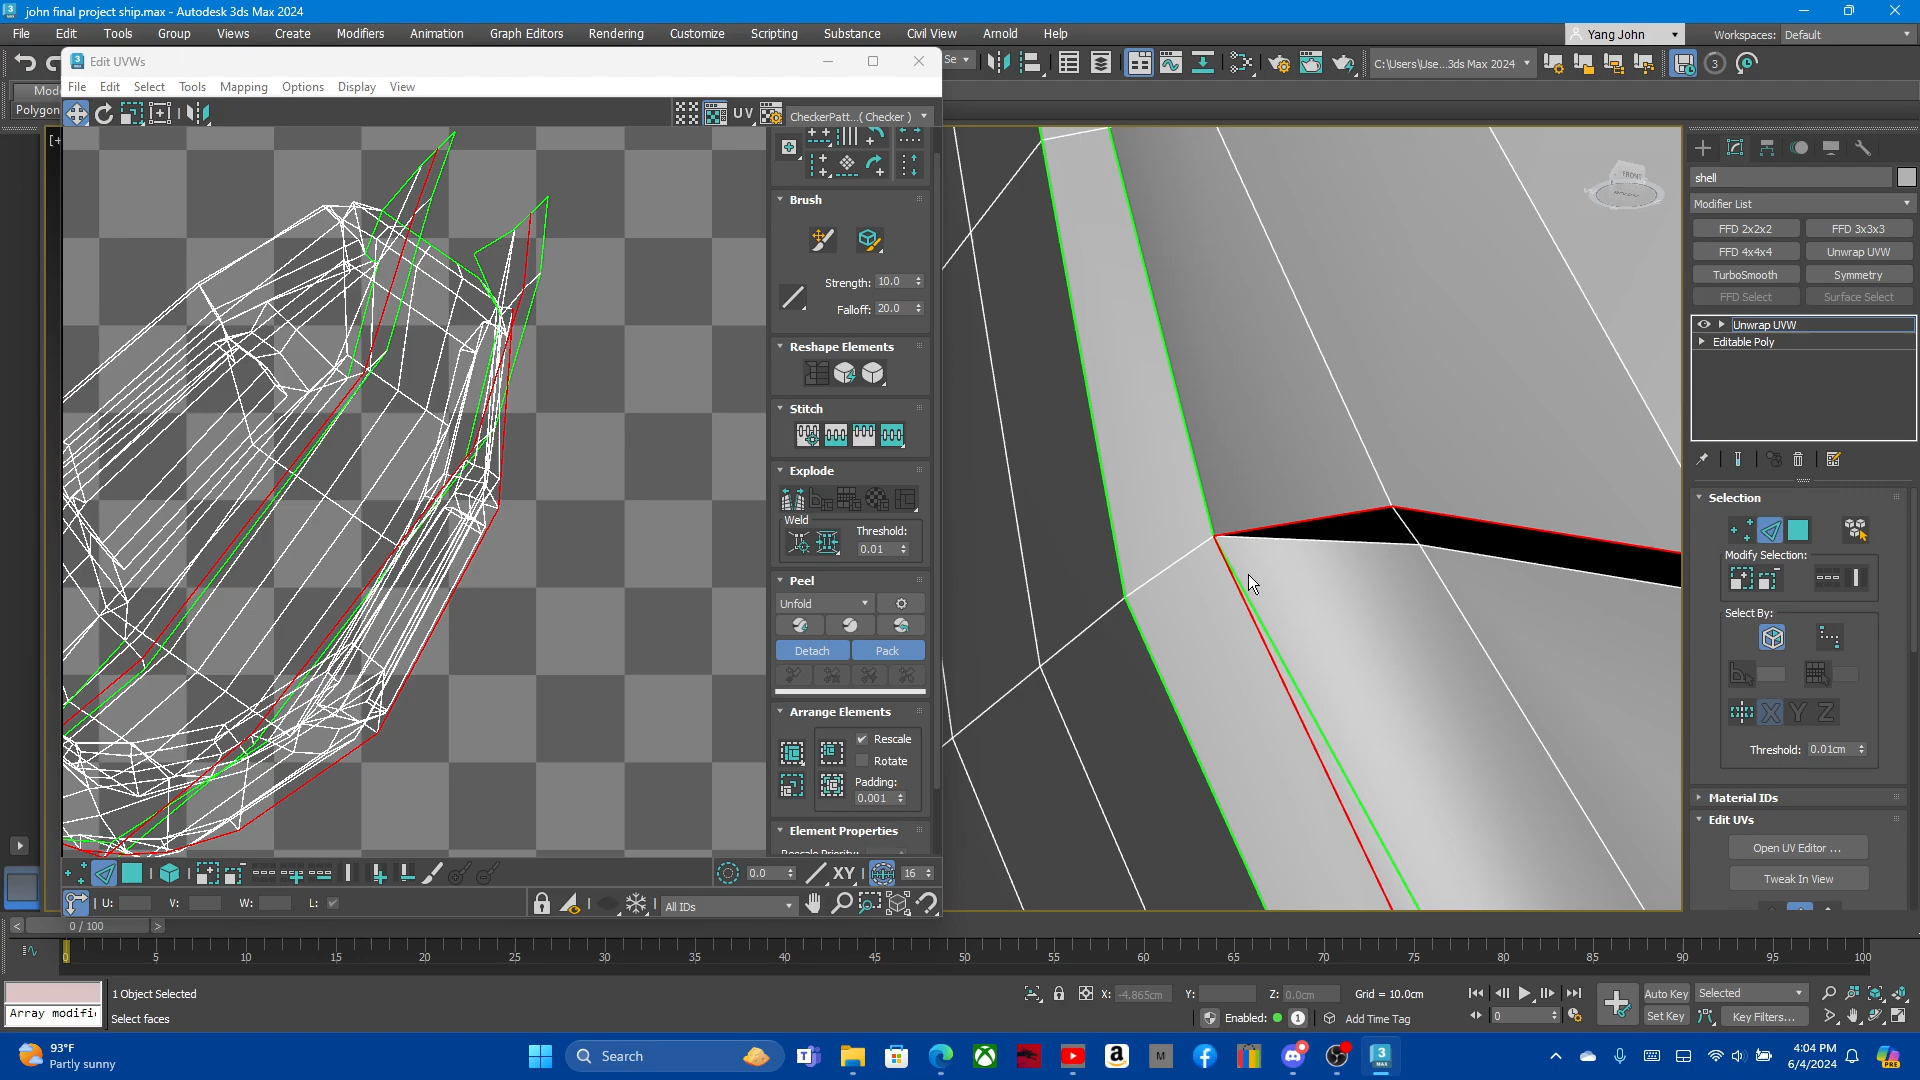 john final project ship.max - Autodesk 3ds Max 2024
File Edit Tools Group Views Create Modifiers Animation Graph Editors Rendering Customize Scripting Substance Civil View Arnold Help
Yang John
Workspaces: Default
Edit UVWs
Se
C:\Users\Use...3ds Max 2024
3
File Edit Select Tools Mapping Options Display View
Mod
Polygon
UV
CheckerPatt...( Checker )
Brush
Strength: 10.0
Falloff: 20.0
Reshape Elements
Stitch
Explode
Weld
Threshold:
0.01
Peel
Unfold
Detach Pack
Arrange Elements
Rescale
Rotate
Padding:
0.001
Element Properties
0.0
XY
16
U: V: W: L:
All IDs
[+
FRONT
shell
Modifier List
FFD 2x2x2 FFD 3x3x3
FFD 4x4x4 Unwrap UVW
TurboSmooth Symmetry
FFD Select Surface Select
Unwrap UVW
Editable Poly
Selection
Modify Selection:
Select By:
X Y Z
Threshold: 0.01cm
Material IDs
Edit UVs
Open UV Editor ...
Tweak In View
< 0 / 100 >
0 5 10 15 20 25 30 35 40 45 50 55 60 65 70 75 80 85 90 95 100
1 Object Selected
Array modifi
Select faces
X: -4.865cm Y: Z: 0.0cm Grid = 10.0cm
Enabled: 1 Add Time Tag
0
Auto Key Selected
Set Key Key Filters...
93°F
Partly sunny
Search
M
MAX
4:04 PM
6/4/2024
PRE